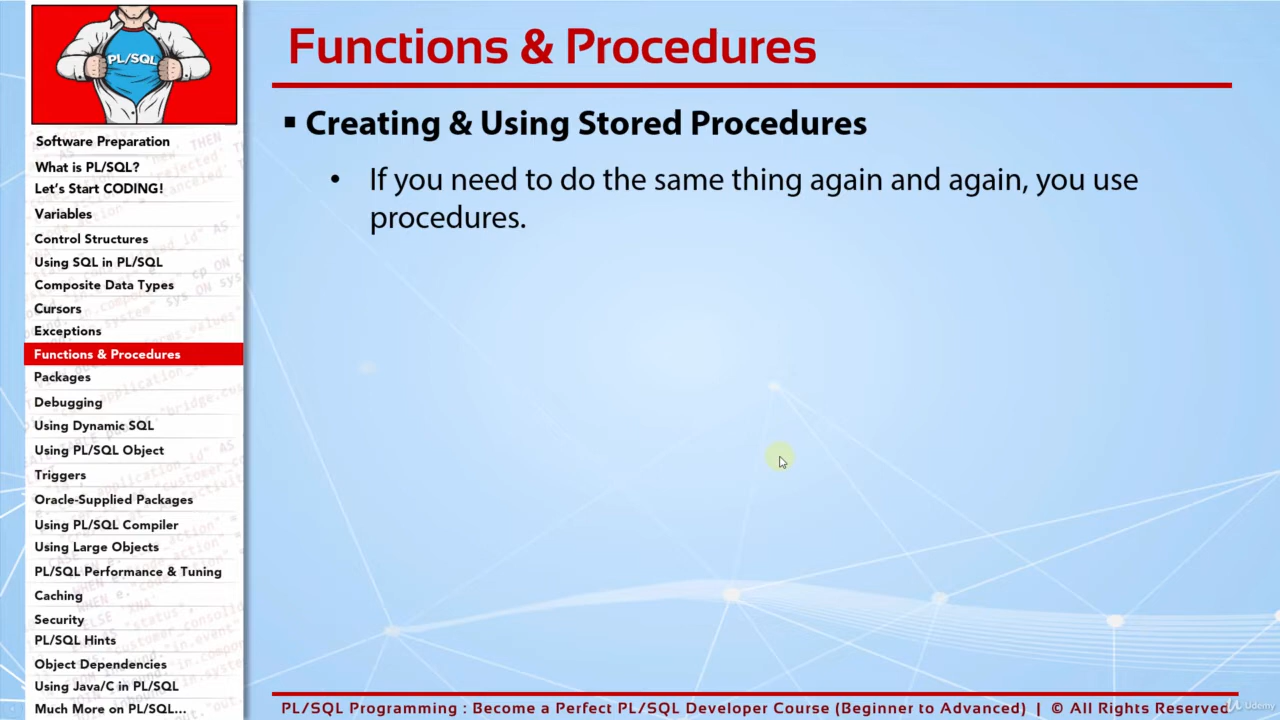 PL/SQL
Software Preparation
What is PL/SQL?
Let's Start CODING!
Variables
Control Structures
Using SQL in PL/SQL
Composite Data Types
Cursors
Exceptions
Functions & Procedures
Packages
Debugging
Using Dynamic SQL
Using PL/SQL Object
Triggers
Oracle-Supplied Packages
Using PL/SQL Compiler
Using Large Objects
PL/SQL Performance & Tuning
Caching
Security
PL/SQL Hints
Object Dependencies
Using Java/C in PL/SQL
Much More on PL/SQL...
Functions & Procedures
▪ Creating & Using Stored Procedures
• If you need to do the same thing again and again, you use
procedures.
PL/SQL Programming : Become a Perfect PL/SQL Developer Course (Beginner to Advanced) | © All Rights Reserved
Udemy